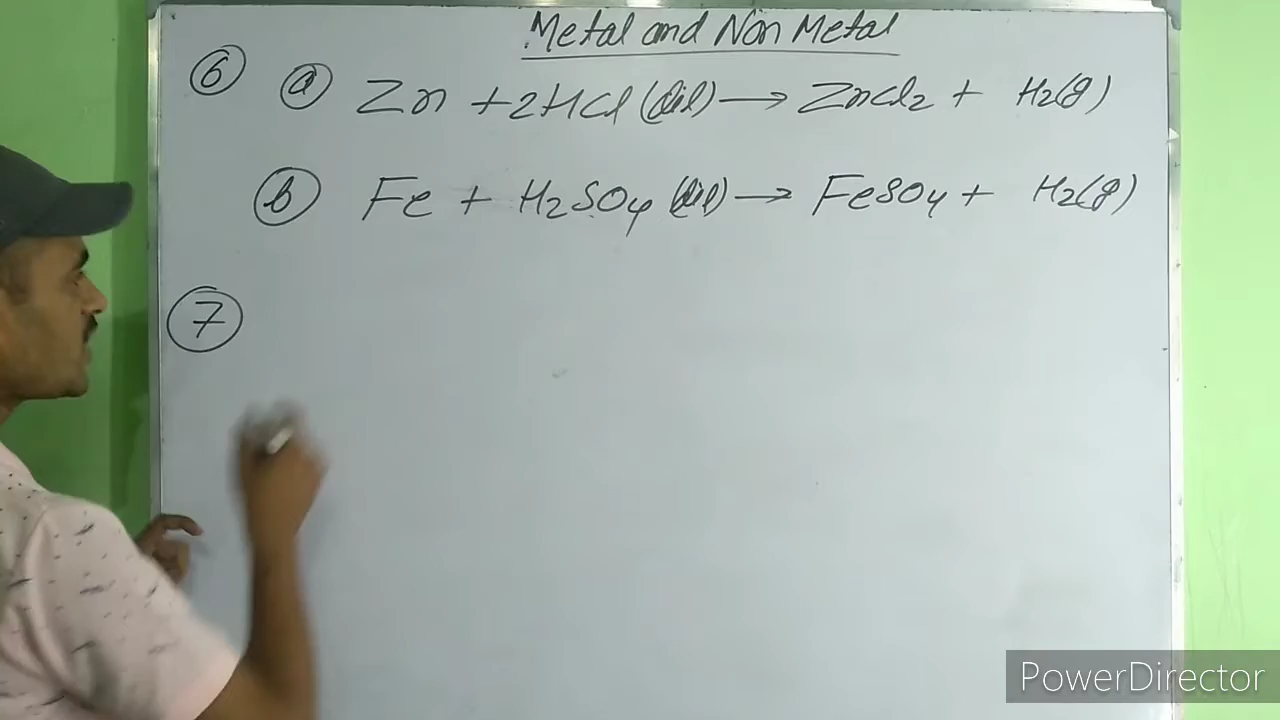 Metal and Non Metal
6 a Zn + 2HCl (dil) → ZnCl2 + H2(g)
b Fe + H2SO4 (dil) → FeSO4 + H2(g)
7
PowerDirector